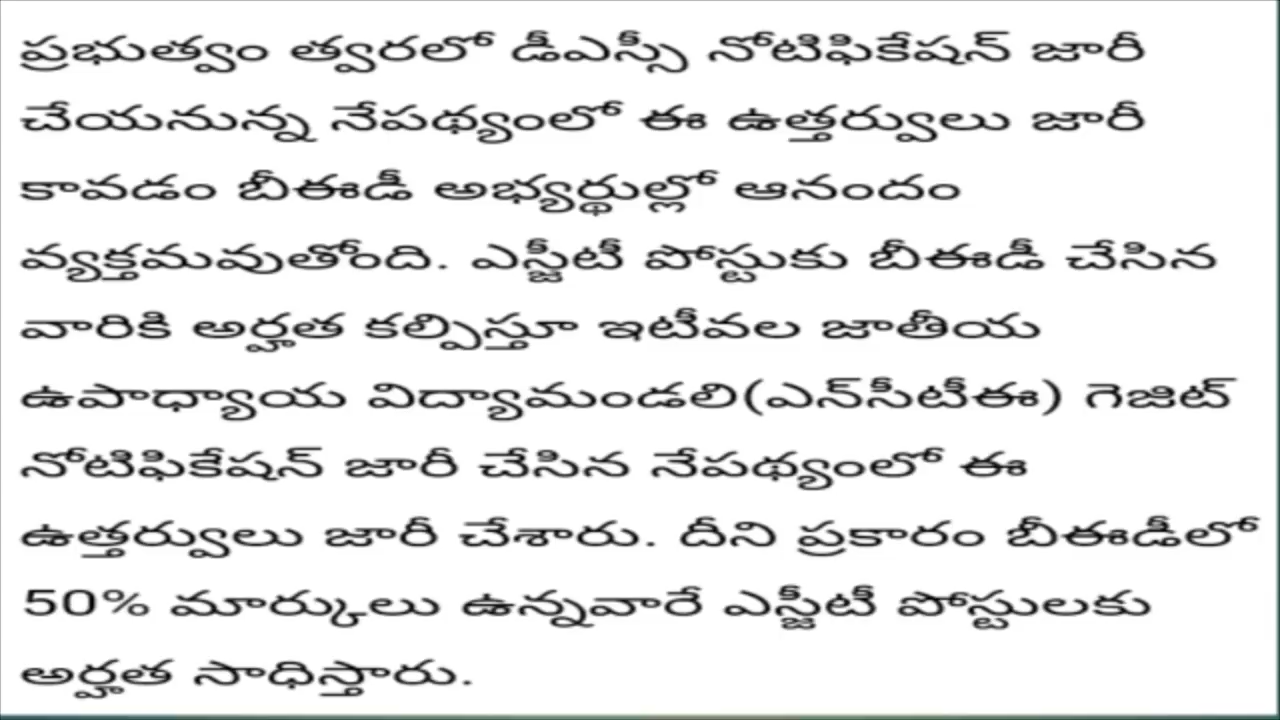 ప్రభుత్వం త్వరలో డీఎస్సీ నోటిఫికేషన్ జారీ
చేయనున్న నేపథ్యంలో ఈ ఉత్తర్వులు జారీ
కావడం బీఈడీ అభ్యర్థుల్లో ఆనందం
వ్యక్తమవుతోంది. ఎస్జీటీ పోస్టుకు బీఈడీ చేసిన
వారికి అర్హత కల్పిస్తూ ఇటీవల జాతీయ
ఉపాధ్యాయ విద్యామండలి(ఎన్‌సీటీఈ) గెజిట్
నోటిఫికేషన్ జారీ చేసిన నేపథ్యంలో ఈ
ఉత్తర్వులు జారీ చేశారు. దీని ప్రకారం బీఈడీలో
50% మార్కులు ఉన్నవారే ఎస్జీటీ పోస్టులకు
అర్హత సాధిస్తారు.